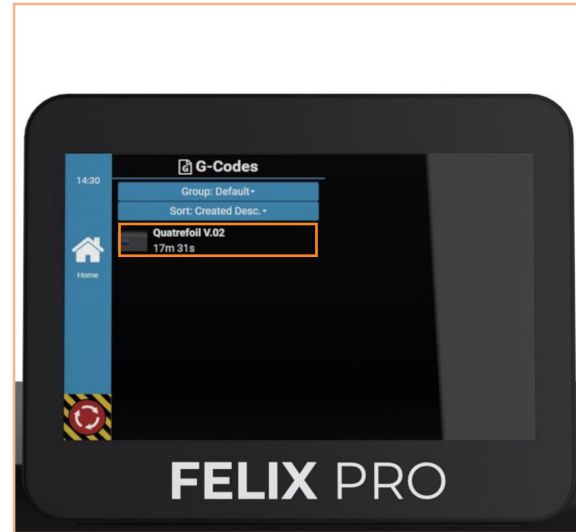 14:30
G-Codes
Group: Default
Sort: Created Desc.
Quatrefoil V.02
17m 31s
Home
FELIX PRO